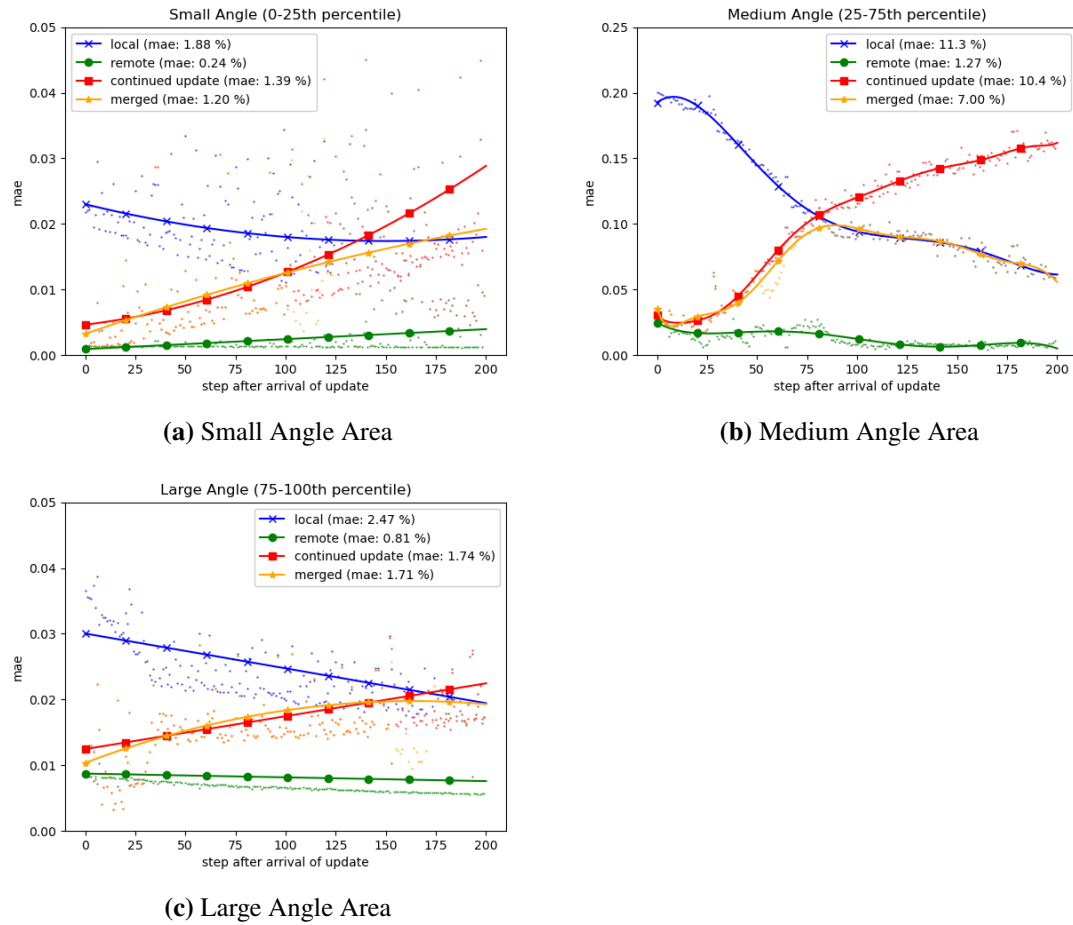 Small Angle (0-25th percentile)
0.05
0.04
0.03
0.02
0.01
0.00
mae
local (mae: 1.88 %)
remote (mae: 0.24 %)
continued update (mae: 1.39 %)
merged (mae: 1.20 %)
0 25 50 75 100 125 150 175 200
step after arrival of update
(a) Small Angle Area
Medium Angle (25-75th percentile)
0.25
0.20
0.15
0.10
0.05
0.00
mae
local (mae: 11.3 %)
remote (mae: 1.27 %)
continued update (mae: 10.4 %)
merged (mae: 7.00 %)
0 25 50 75 100 125 150 175 200
step after arrival of update
(b) Medium Angle Area
Large Angle (75-100th percentile)
0.05
0.04
0.03
0.02
0.01
0.00
mae
local (mae: 2.47 %)
remote (mae: 0.81 %)
continued update (mae: 1.74 %)
merged (mae: 1.71 %)
0 25 50 75 100 125 150 175 200
step after arrival of update
(c) Large Angle Area